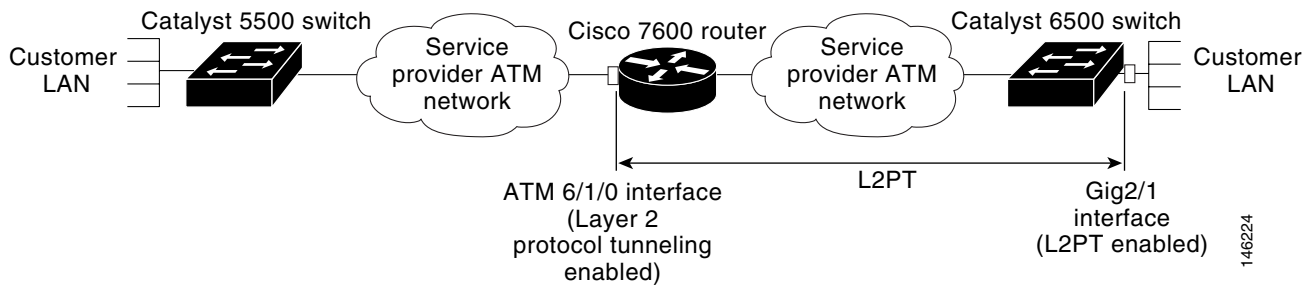 Catalyst 5500 switch
Cisco 7600 router
Catalyst 6500 switch
Customer
LAN
Service
provider ATM
network
Service
provider ATM
network
Customer
LAN
L2PT
ATM 6/1/0 interface
(Layer 2
protocol tunneling
enabled)
Gig2/1
interface
(L2PT enabled)
146224